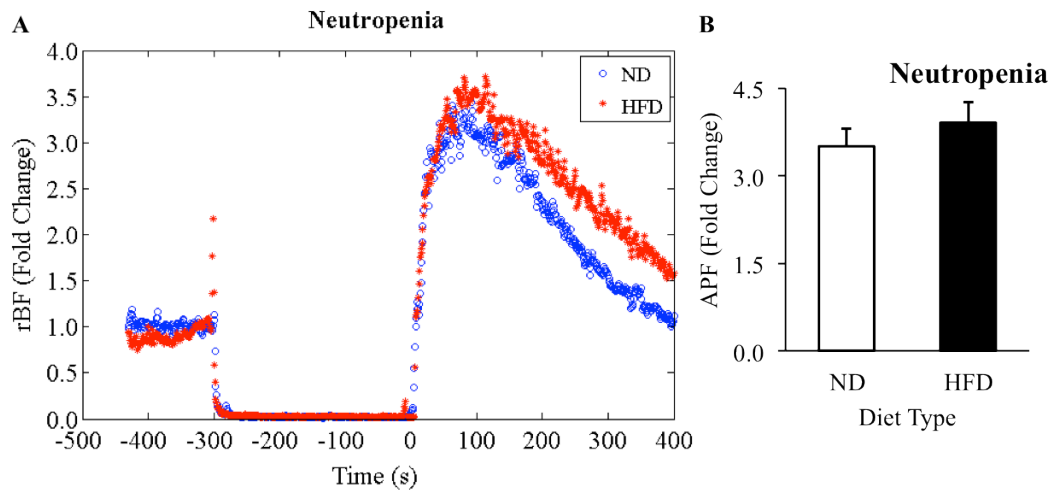 A
Neutropenia
rBF (Fold Change)
4.0
3.5
3.0
2.5
2.0
1.5
1.0
0.5
0.0
-500 -400 -300 -200 -100 0 100 200 300 400
Time (s)
ND
HFD
B
Neutropenia
APF (Fold Change)
4.5
3.0
1.5
0.0
ND HFD
Diet Type